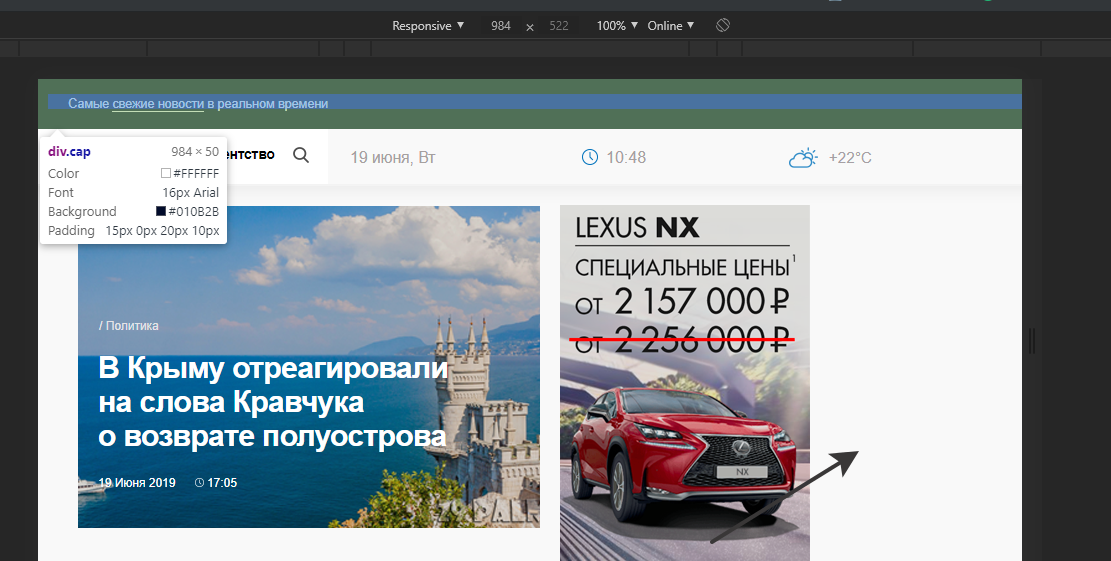 Responsive ▼ 984 × 522 100% ▼ Online ▼
Самые свежие новости в реальном времени
div.cap 984 × 50
Color #FFFFFF
Font 16px Arial
Background #010B2B
Padding 15px 0px 20px 10px
нтство
19 июня, Вт
10:48
+22°C
/ Политика
В Крыму отреагировали
на слова Кравчука
о возврате полуострова
19 Июня 2019 17:05
LEXUS NX
СПЕЦИАЛЬНЫЕ ЦЕНЫ¹
ОТ 2 157 000 ₽
ОТ 2 256 000 ₽
NX